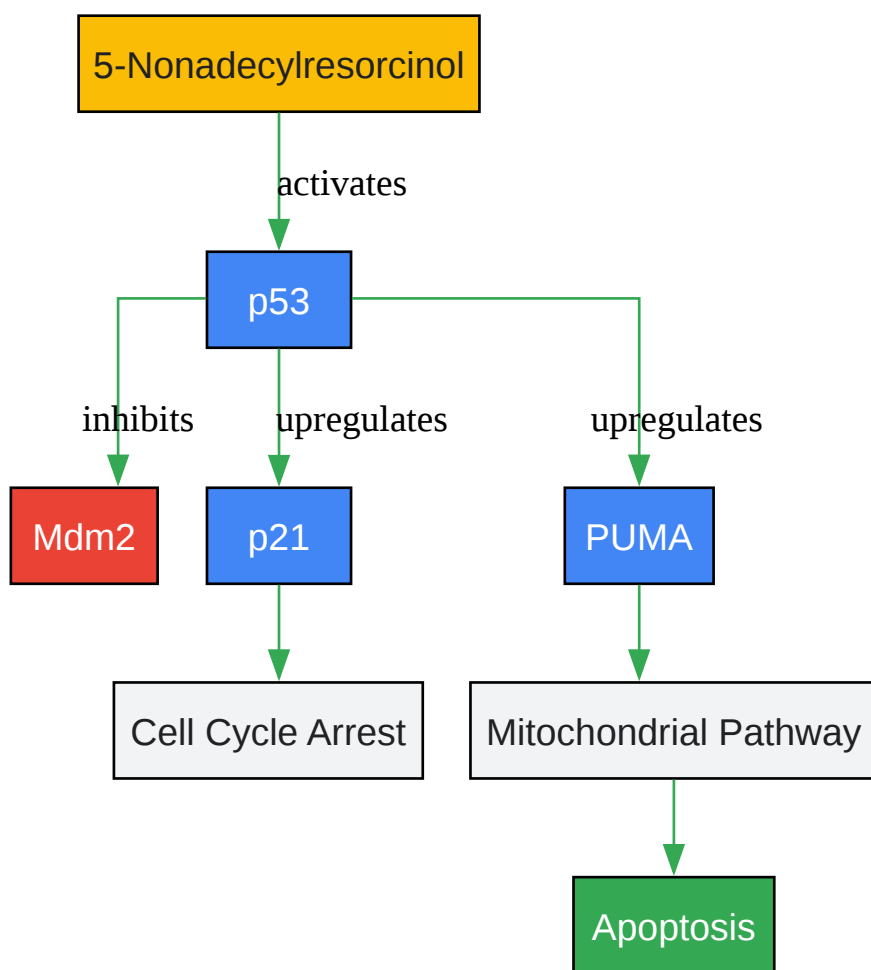 5-Nonadecylresorcinol
activates
p53
inhibits
upregulates
upregulates
Mdm2
p21
PUMA
Cell Cycle Arrest
Mitochondrial Pathway
Apoptosis